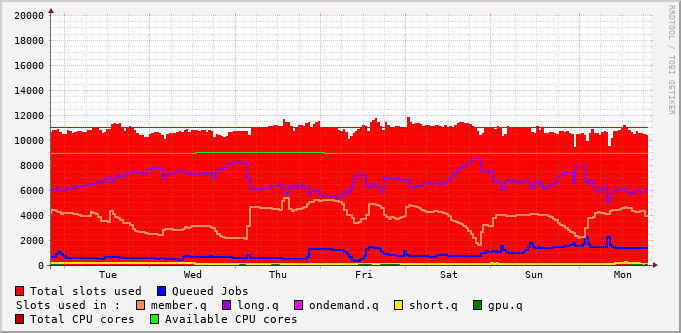 RRDTOOL / TOBI OETIKER
20000
18000
16000
14000
12000
10000
8000
6000
4000
2000
0
Tue Wed Thu Fri Sat Sun Mon
Total slots used Queued Jobs
Slots used in : member.q long.q ondemand.q short.q gpu.q
Total CPU cores Available CPU cores